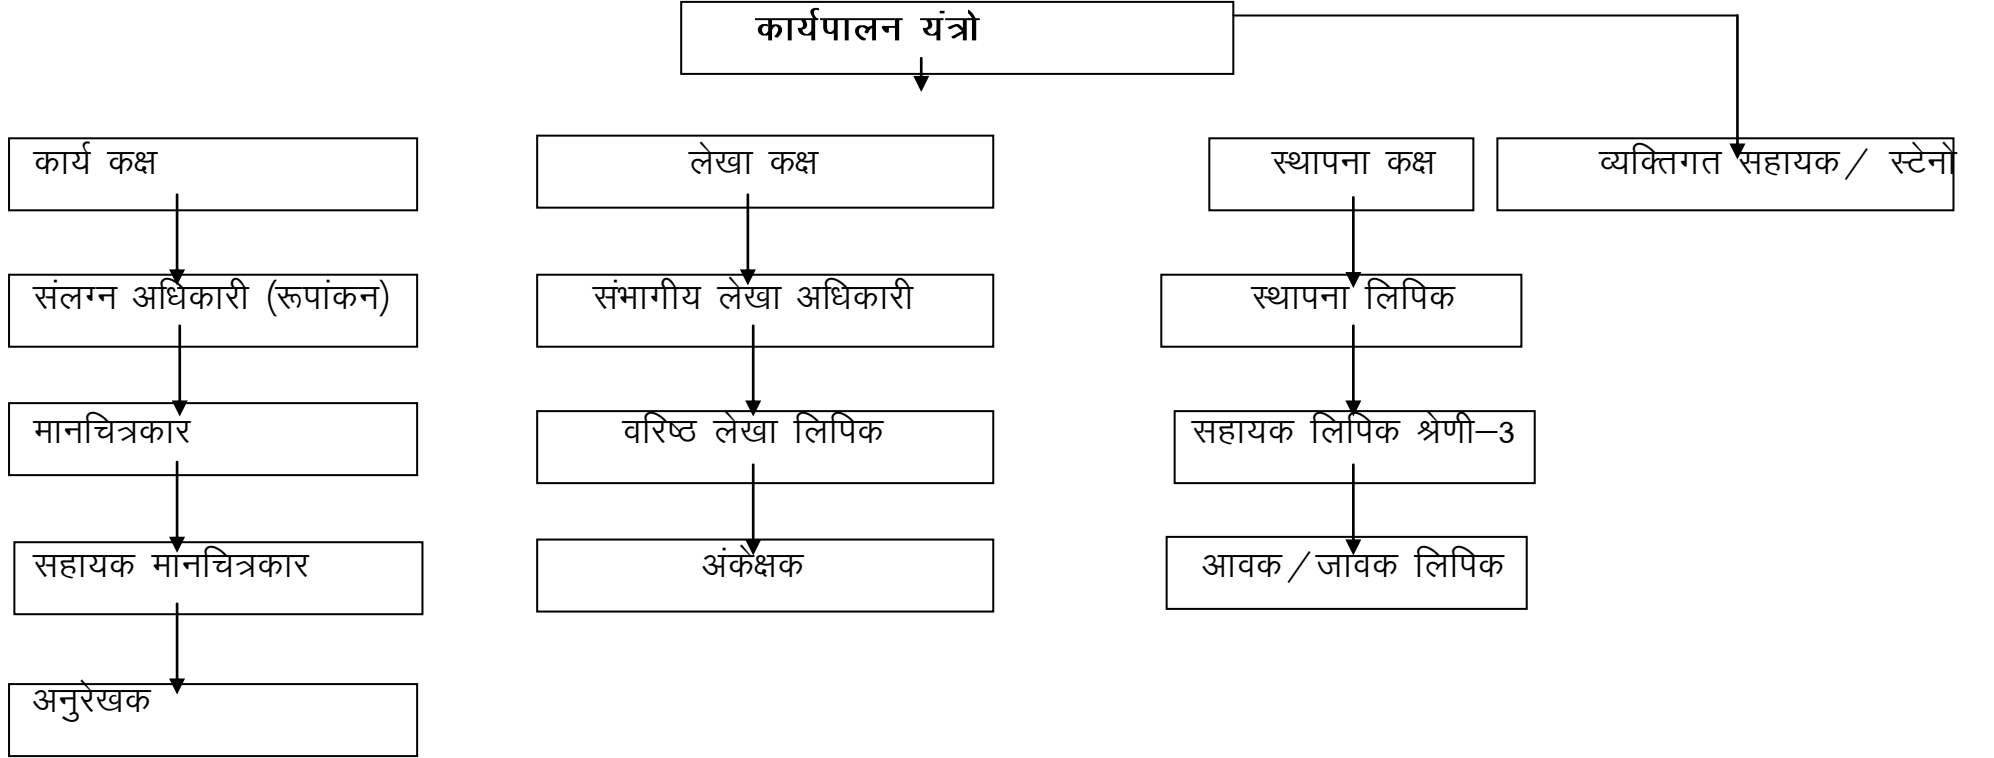 कार्यपालन यंत्री
कार्य कक्ष
लेखा कक्ष
स्थापना कक्ष
व्यक्तिगत सहायक/ स्टेनो
संलग्न अधिकारी (रूपांकन)
संभागीय लेखा अधिकारी
स्थापना लिपिक
मानचित्रकार
वरिष्ठ लेखा लिपिक
सहायक लिपिक श्रेणी–3
सहायक मानचित्रकार
अंकेक्षक
आवक/जावक लिपिक
अनुरेखक